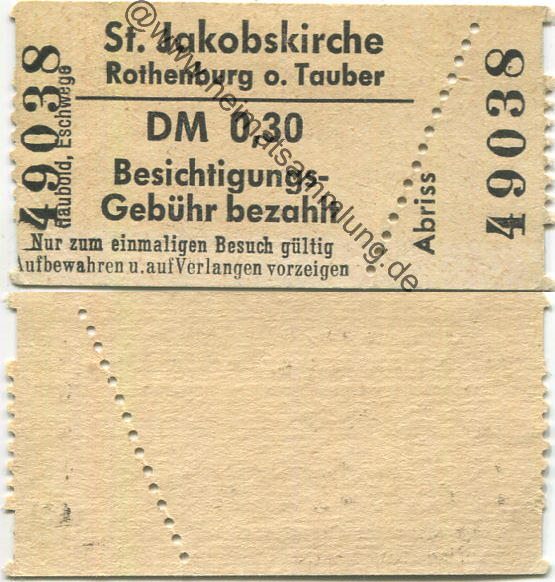 St. Jakobskirche
Rothenburg o. Tauber
DM 0,30
Besichtigungs-
Gebühr bezahlt
Nur zum einmaligen Besuch gültig
Aufbewahren u. auf Verlangen vorzeigen
49038
Haubold, Eschwege
Abriss
49038
@www.heimatsammlung.de